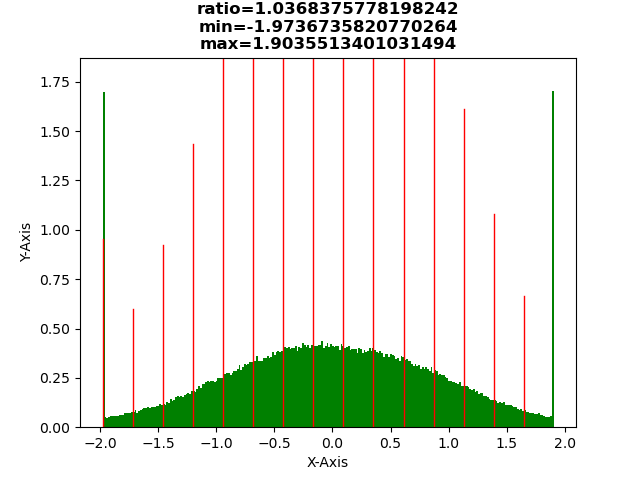 ratio=1.0368375778198242
min=-1.9736735820770264
max=1.9035513401031494
1.75
1.50
1.25
1.00
0.75
0.50
0.25
0.00
Y-Axis
−2.0 −1.5 −1.0 −0.5 0.0 0.5 1.0 1.5 2.0
X-Axis